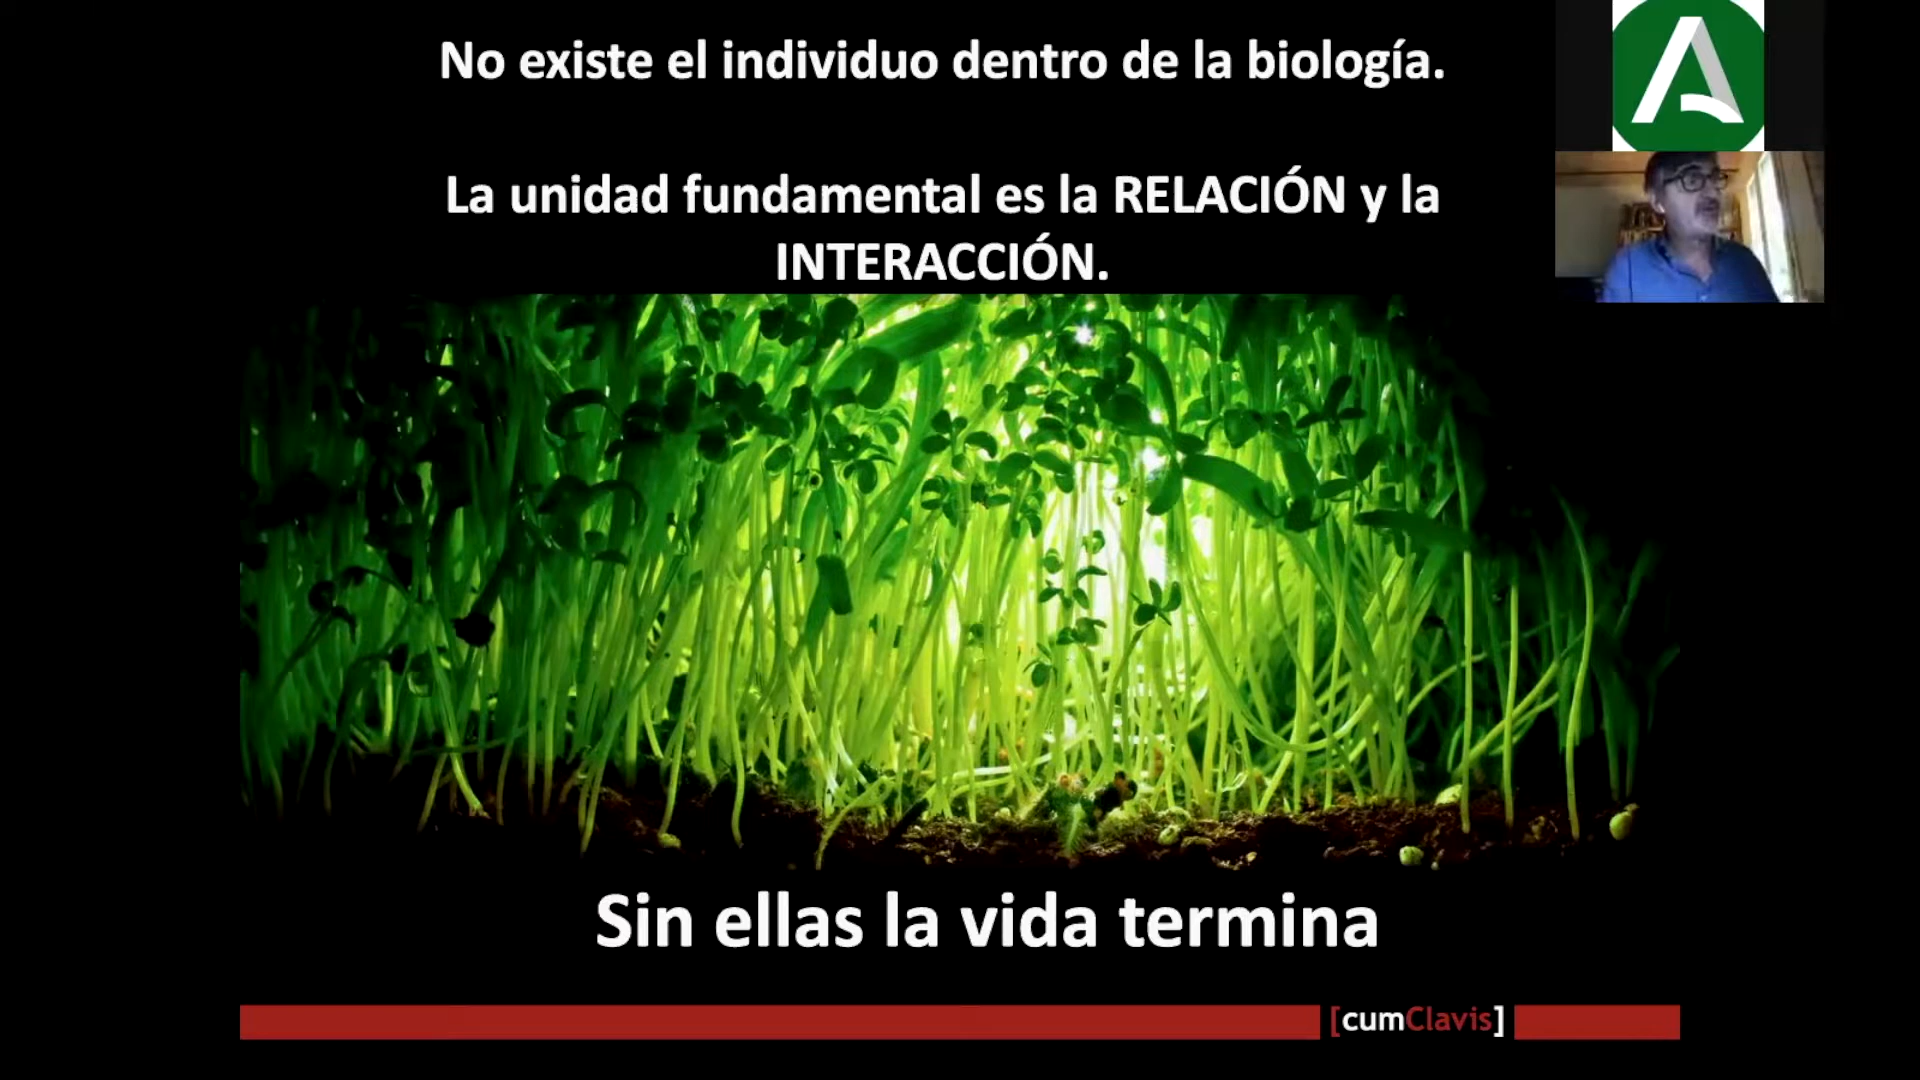 No existe el individuo dentro de la biología.
La unidad fundamental es la RELACIÓN y la
INTERACCIÓN.
Sin ellas la vida termina
[cumClavis]